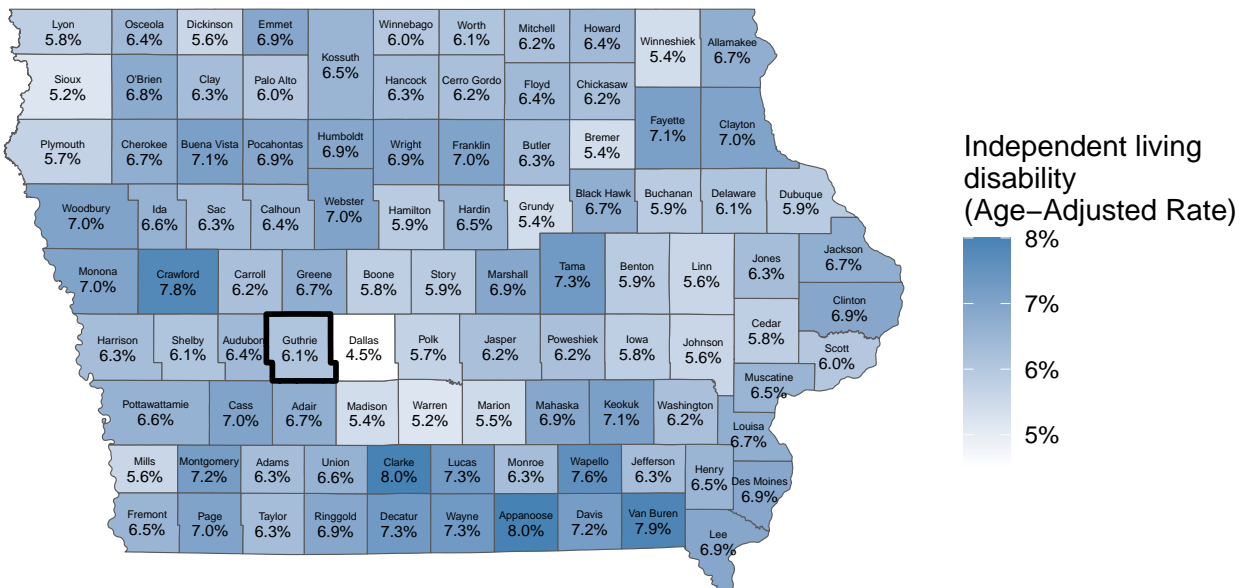 Lyon
5.8%
Osceola
6.4%
Dickinson
5.6%
Emmet
6.9%
Kossuth
6.5%
Winnebago
6.0%
Worth
6.1%
Mitchell
6.2%
Howard
6.4%
Winneshiek
5.4%
Allamakee
6.7%
Sioux
5.2%
O'Brien
6.8%
Clay
6.3%
Palo Alto
6.0%
Hancock
6.3%
Cerro Gordo
6.2%
Floyd
6.4%
Chickasaw
6.2%
Plymouth
5.7%
Cherokee
6.7%
Buena Vista
7.1%
Pocahontas
6.9%
Humboldt
6.9%
Wright
6.9%
Franklin
7.0%
Butler
6.3%
Bremer
5.4%
Fayette
7.1%
Clayton
7.0%
Woodbury
7.0%
Ida
6.6%
Sac
6.3%
Calhoun
6.4%
Webster
7.0%
Hamilton
5.9%
Hardin
6.5%
Grundy
5.4%
Black Hawk
6.7%
Buchanan
5.9%
Delaware
6.1%
Dubuque
5.9%
Monona
7.0%
Crawford
7.8%
Carroll
6.2%
Greene
6.7%
Boone
5.8%
Story
5.9%
Marshall
6.9%
Tama
7.3%
Benton
5.9%
Linn
5.6%
Jones
6.3%
Jackson
6.7%
Clinton
6.9%
Harrison
6.3%
Shelby
6.1%
Audubon
6.4%
Guthrie
6.1%
Dallas
4.5%
Polk
5.7%
Jasper
6.2%
Poweshiek
6.2%
Iowa
5.8%
Johnson
5.6%
Cedar
5.8%
Scott
6.0%
Muscatine
6.5%
Pottawattamie
6.6%
Cass
7.0%
Adair
6.7%
Madison
5.4%
Warren
5.2%
Marion
5.5%
Mahaska
6.9%
Keokuk
7.1%
Washington
6.2%
Louisa
6.7%
Mills
5.6%
Montgomery
7.2%
Adams
6.3%
Union
6.6%
Clarke
8.0%
Lucas
7.3%
Monroe
6.3%
Wapello
7.6%
Jefferson
6.3%
Henry
6.5%
Des Moines
6.9%
Fremont
6.5%
Page
7.0%
Taylor
6.3%
Ringgold
6.9%
Decatur
7.3%
Wayne
7.3%
Appanoose
8.0%
Davis
7.2%
Van Buren
7.9%
Lee
6.9%
Independent living
disability
(Age−Adjusted Rate)
8%
7%
6%
5%